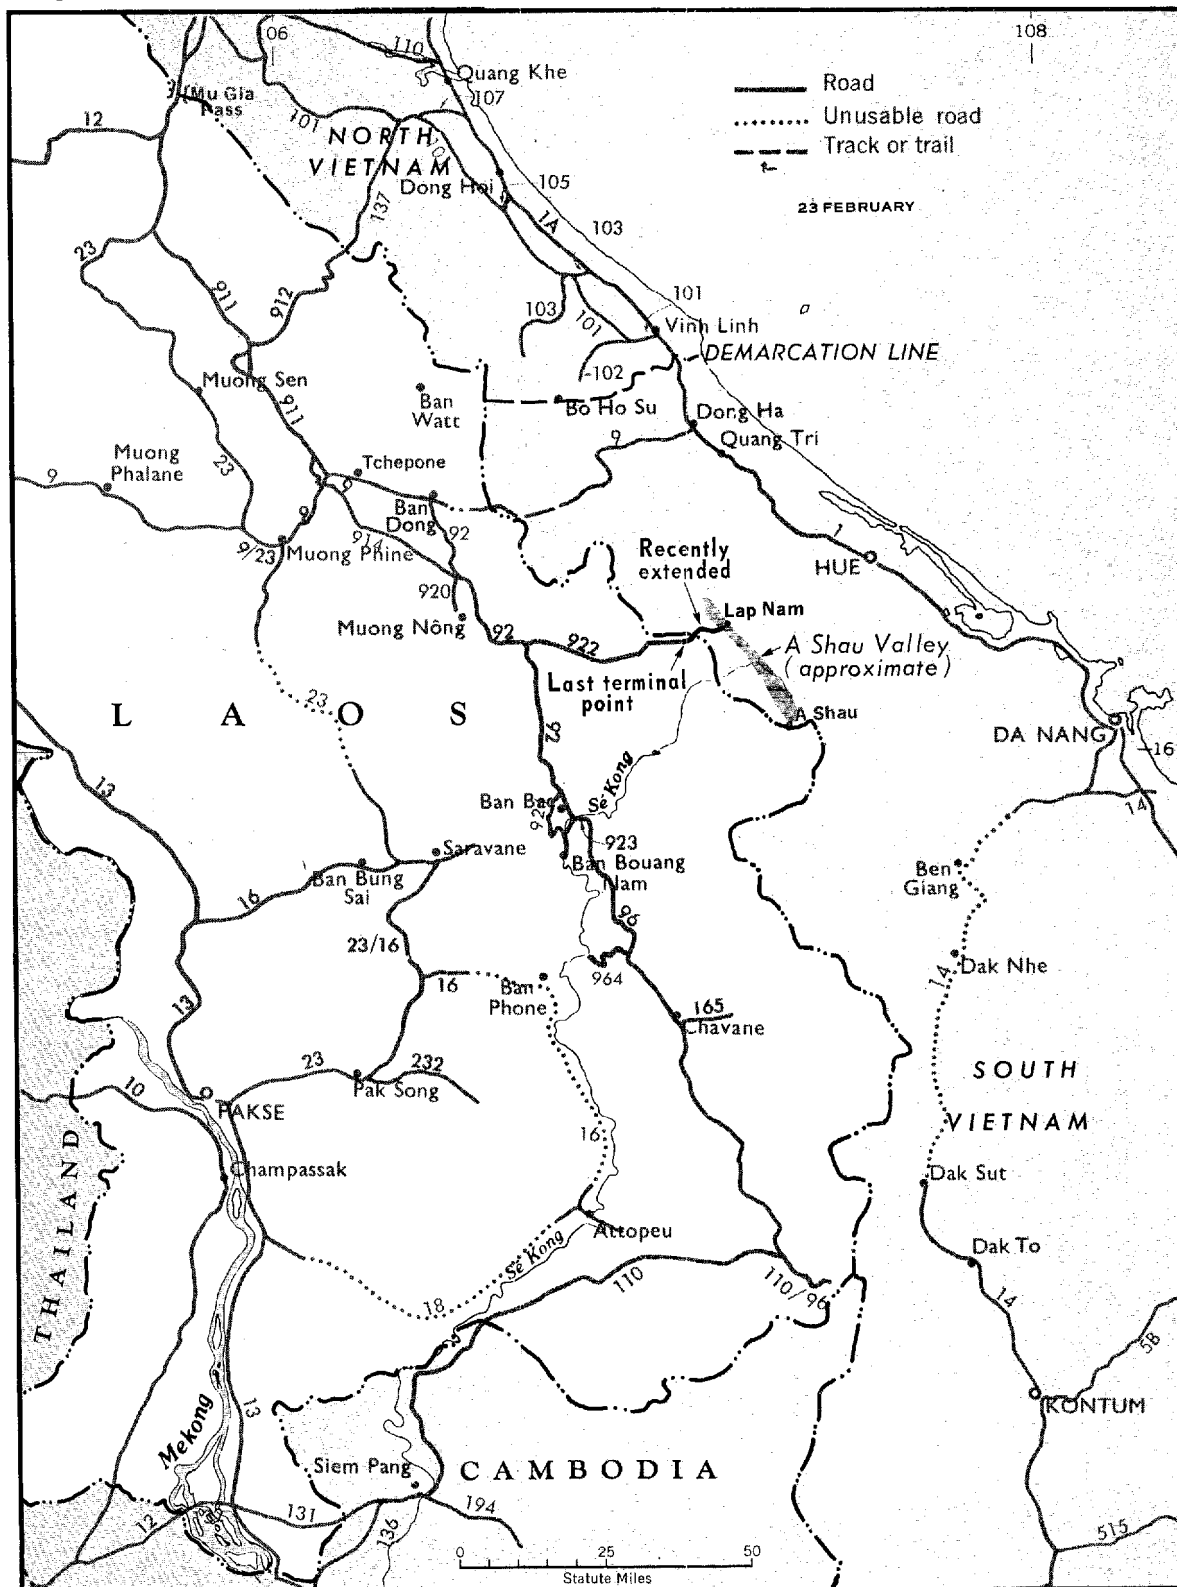 06
108
110
Quang Khe
107
Road
Unusable road
Track or trail
23 FEBRUARY
Mu Gia
Pass
12
101
NORTH
VIETNAM
Dong Hoi
105
137
1A
103
23
911
912
103
101
101
Vinh Linh
DEMARCATION LINE
102
Muong Sen
Ban
Watt
Bo Ho Su
Dong Ha
Quang Tri
911
9
Muong
Phalane
23
Tchepone
9
9
Ban
Dong
9
92
914
9/23
Muong Phine
1
HUE
Recently
extended
920
Muong Nông
Lap Nam
92
922
A Shau Valley
(approximate)
Last terminal
point
23
LAOS
A Shau
92
DA NANG
16
13
Se Kong
Ban Bac
923
14
Saravane
Ban Bouang
Nam
Ban Bung
Sai
Ben
Giang
16
96
23/16
964
Dak Nhe
14
16
Ban
Phone
13
165
Chavane
23
232
Pak Song
SOUTH
VIETNAM
10
PAKSE
16
THAILAND
Champassak
Dak Sut
Attopeu
Se Kong
Dak To
110
110/96
18
14
5B
13
KONTUM
Mekong
Siem Pang
CAMBODIA
131
194
12
136
515
0 25 50
Statute Miles